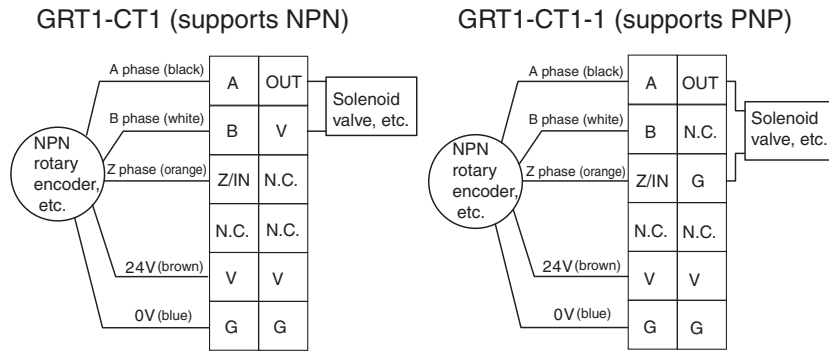 GRT1-CT1 (supports NPN)
A phase (black)
B phase (white)
Z phase (orange)
24V (brown)
0V (blue)
NPN
rotary
encoder,
etc.
A OUT
B V
Z/IN N.C.
N.C. N.C.
V V
G G
Solenoid
valve, etc.
GRT1-CT1-1 (supports PNP)
A phase (black)
B phase (white)
Z phase (orange)
24V (brown)
0V (blue)
NPN
rotary
encoder,
etc.
A OUT
B N.C.
Z/IN G
N.C. N.C.
V V
G G
Solenoid
valve, etc.